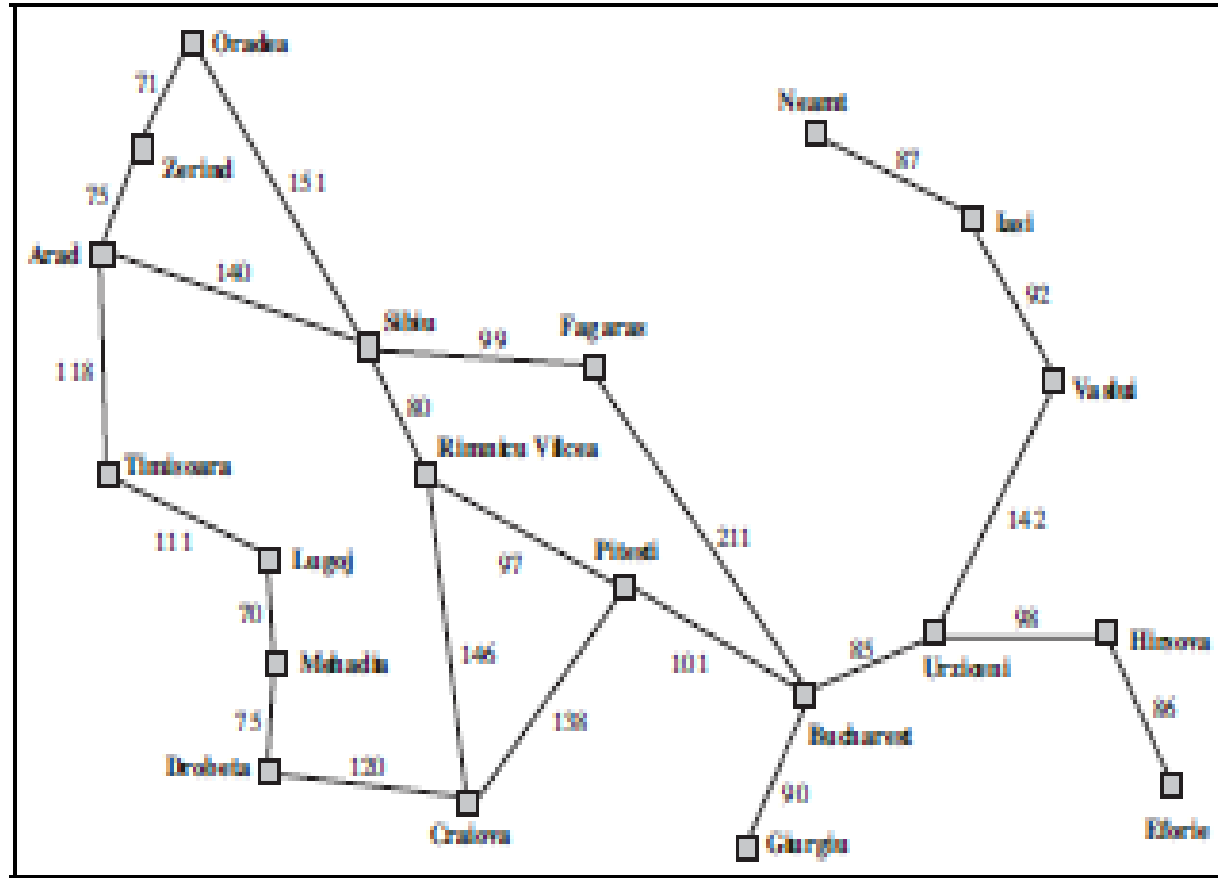 Oradea
71
Neamt
Zerind
87
151
75
Iasi
Arad
140
92
Sibiu
Fagaras
99
118
Vaslui
80
Rimnicu Vilcea
Timisoara
142
111
211
Lugoj
97
Pitesti
70
98
Hirsova
Mehadia
146
101
85
Urziceni
86
75
138
Bucharest
Drobeta
120
90
Craiova
Giurgiu
Eforie